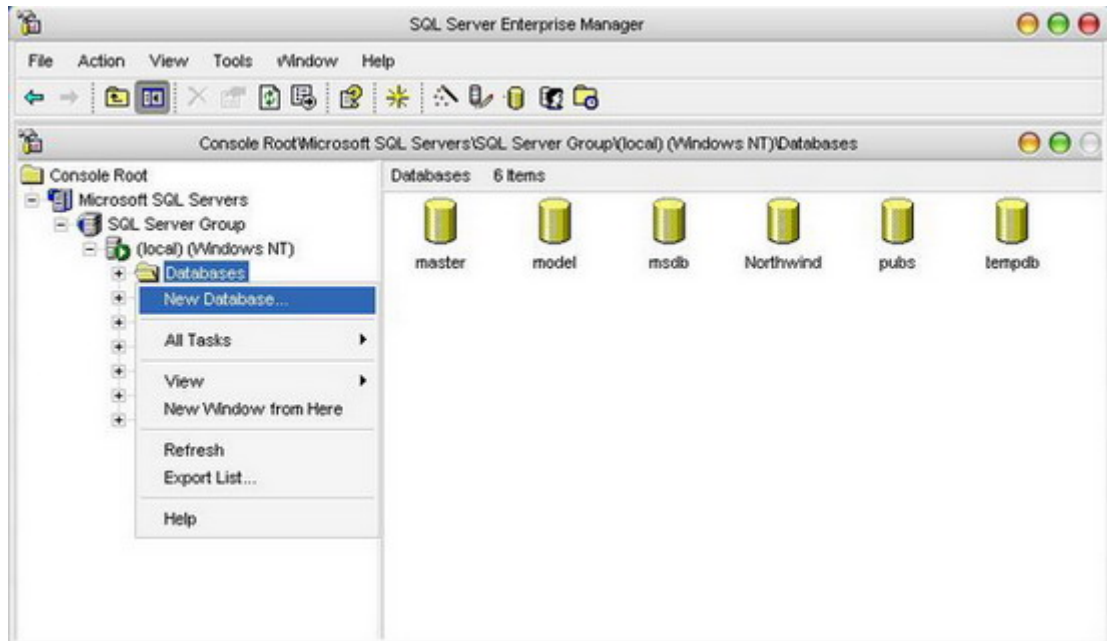 SQL Server Enterprise Manager
File Action View Tools Window Help
Console Root\Microsoft SQL Servers\SQL Server Group\(local) (Windows NT)\Databases
Console Root
Microsoft SQL Servers
SQL Server Group
(local) (Windows NT)
Databases
New Database...
All Tasks
View
New Window from Here
Refresh
Export List...
Help
Databases 6 Items
master model msdb Northwind pubs tempdb